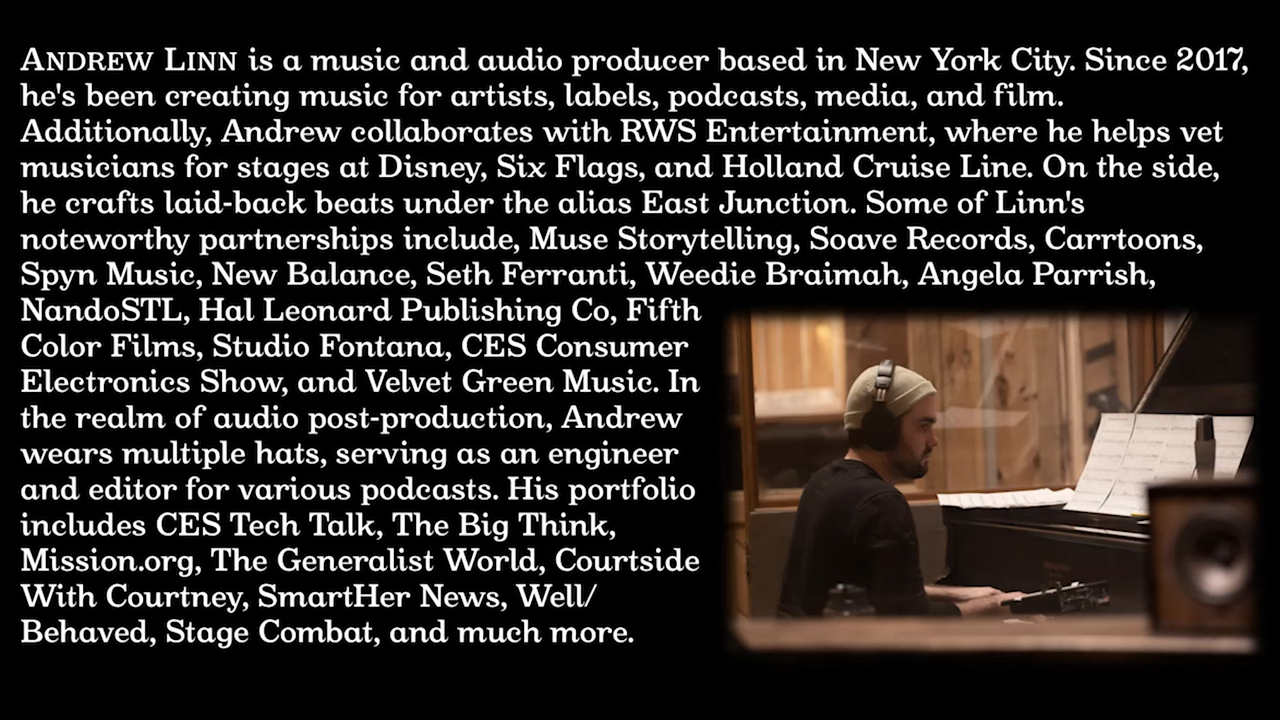 ANDREW LINN is a music and audio producer based in New York City. Since 2017,
he's been creating music for artists, labels, podcasts, media, and film.
Additionally, Andrew collaborates with RWS Entertainment, where he helps vet
musicians for stages at Disney, Six Flags, and Holland Cruise Line. On the side,
he crafts laid-back beats under the alias East Junction. Some of Linn's
noteworthy partnerships include, Muse Storytelling, Soave Records, Carrtoons,
Spyn Music, New Balance, Seth Ferranti, Weedie Braimah, Angela Parrish,
NandoSTL, Hal Leonard Publishing Co, Fifth
Color Films, Studio Fontana, CES Consumer
Electronics Show, and Velvet Green Music. In
the realm of audio post-production, Andrew
wears multiple hats, serving as an engineer
and editor for various podcasts. His portfolio
includes CES Tech Talk, The Big Think,
Mission.org, The Generalist World, Courtside
With Courtney, SmartHer News, Well/
Behaved, Stage Combat, and much more.